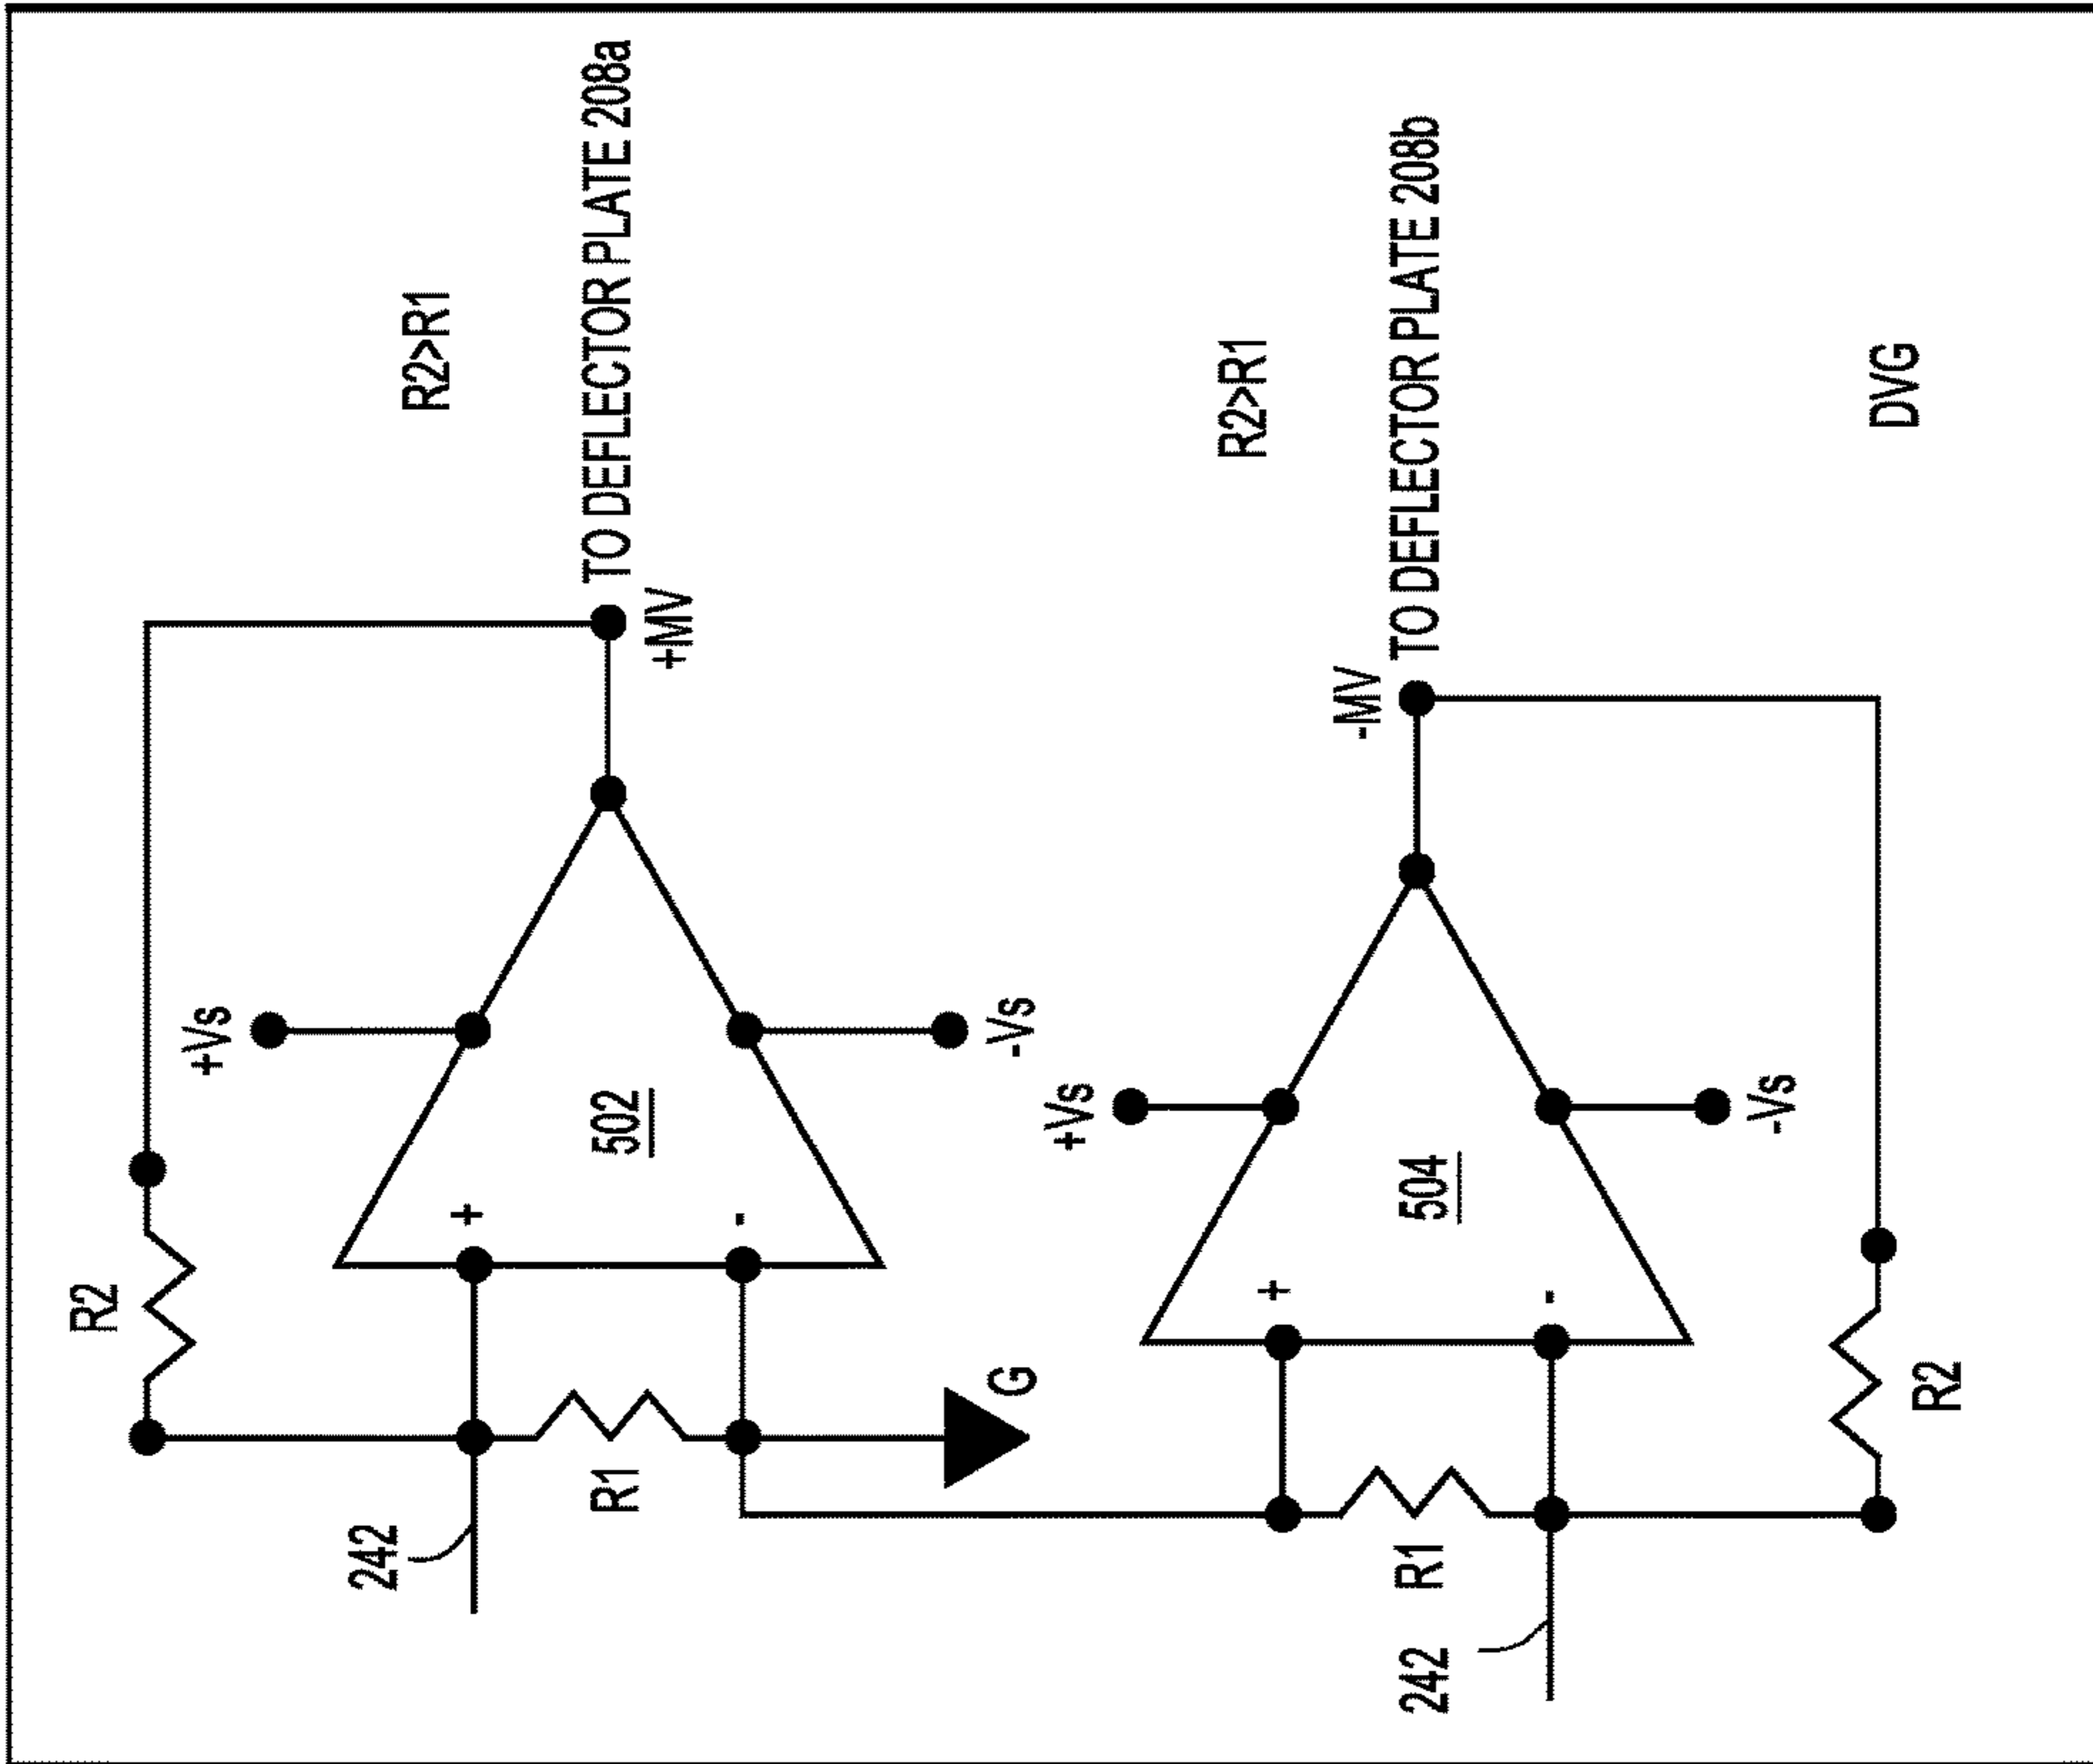 R2>R1
TO DEFLECTOR PLATE 208a
+MV
R2
+Vs
-Vs
502
+
-
242
R1
G
R2>R1
TO DEFLECTOR PLATE 208b
-MV
+Vs
-Vs
504
+
-
242
R1
R2
DVG